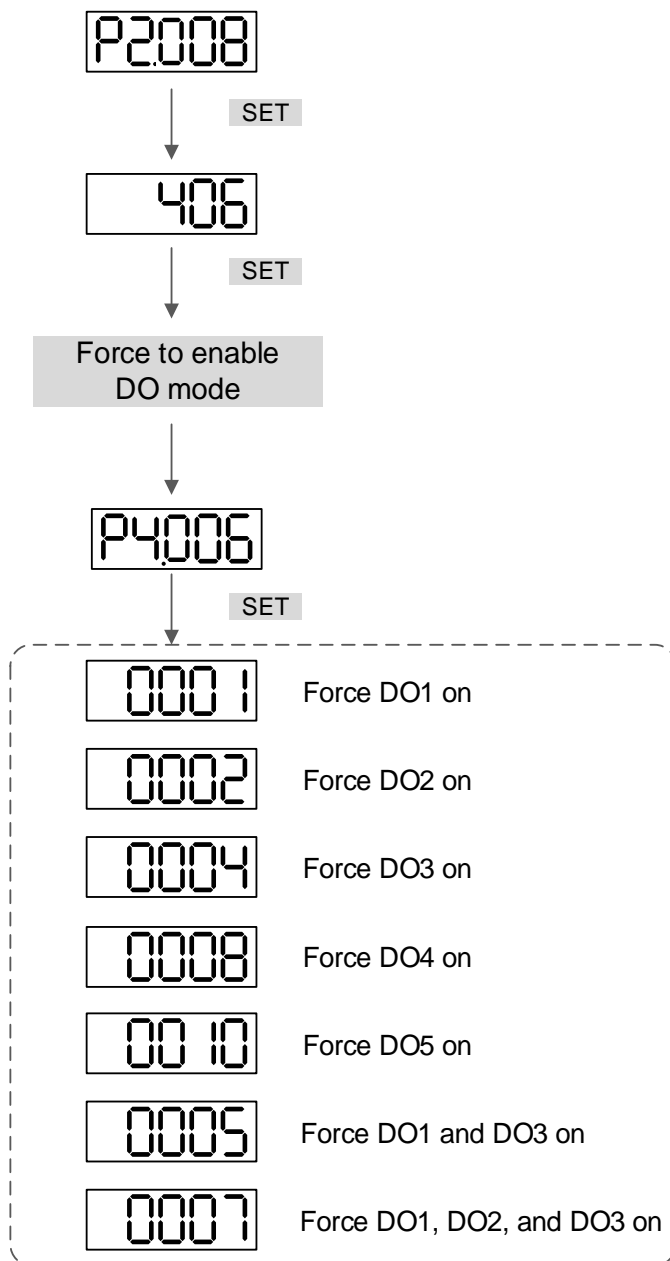 P2.008
SET
406
SET
Force to enable
DO mode
P4.006
SET
0001 Force DO1 on
0002 Force DO2 on
0004 Force DO3 on
0008 Force DO4 on
0010 Force DO5 on
0005 Force DO1 and DO3 on
0007 Force DO1, DO2, and DO3 on